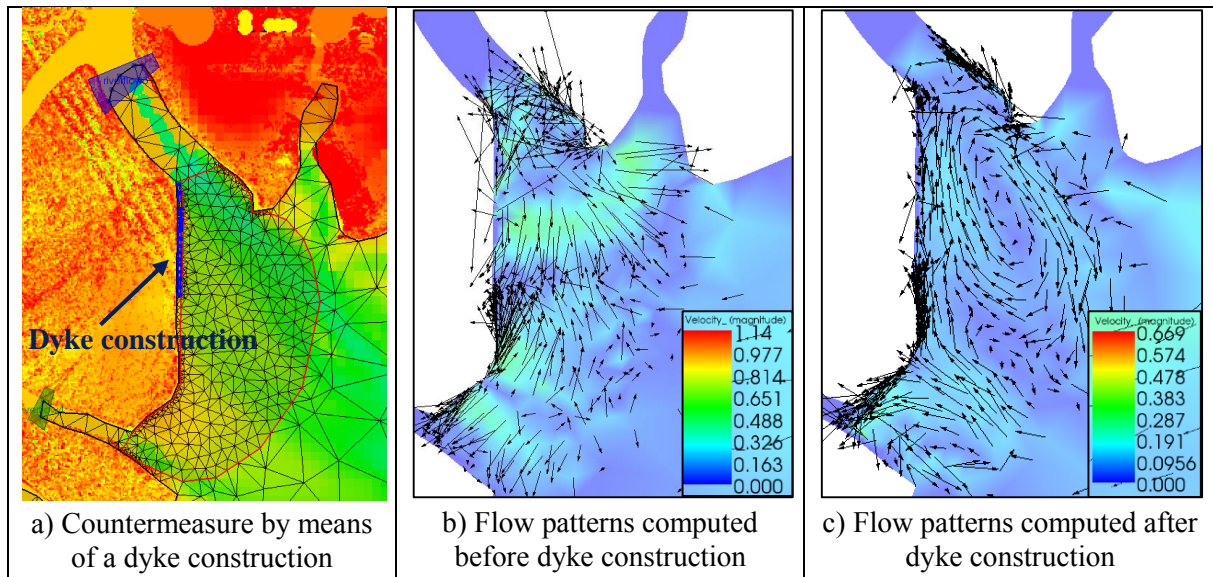 Dyke construction
a) Countermeasure by means
of a dyke construction
Velocity_ (magnitude)
1.14
0.977
0.814
0.651
0.488
0.326
0.163
0.000
b) Flow patterns computed
before dyke construction
Velocity_ (magnitude)
0.669
0.574
0.478
0.383
0.287
0.191
0.0956
0.000
c) Flow patterns computed after
dyke construction